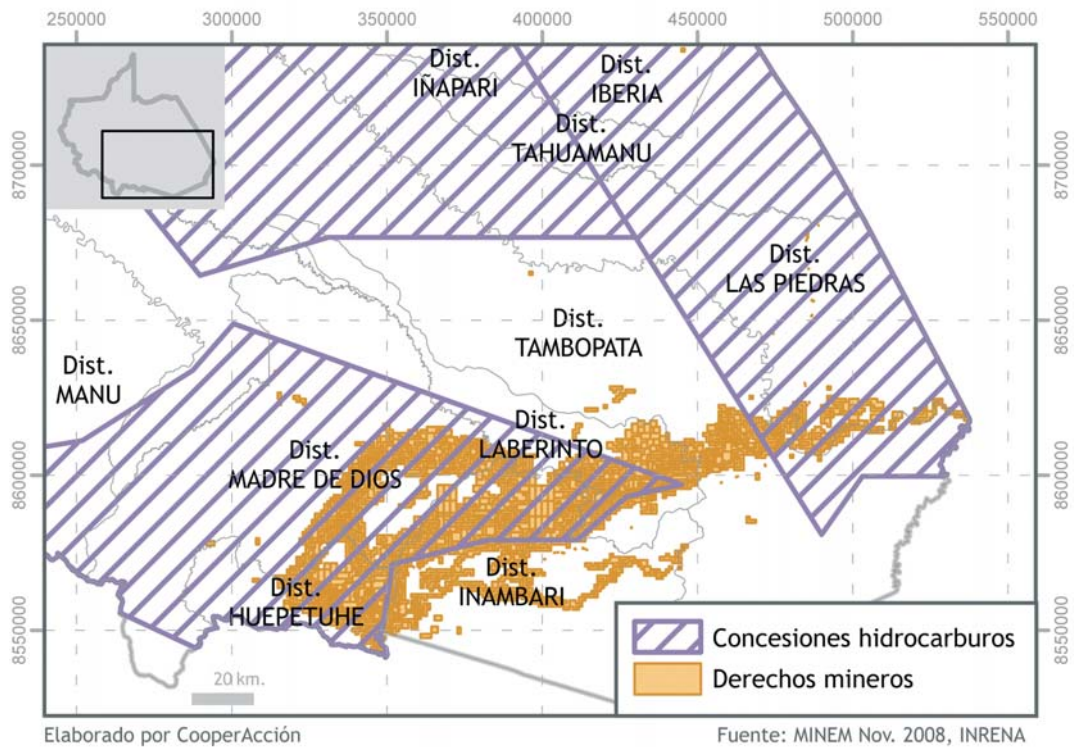 250000 300000 350000 400000 450000 500000 550000
Dist.
IÑAPARI
Dist.
IBERIA
Dist.
TAHUAMANU
8700000
8700000
Dist.
LAS PIEDRAS
8650000
8650000
Dist.
TAMBOPATA
Dist.
MANU
Dist.
LABERINTO
Dist.
MADRE DE DIOS
8600000
8600000
Dist.
INAMBARI
Dist.
HUEPETUHE
8550000
8550000
20 km.
Concesiones hidrocarburos
Derechos mineros
Elaborado por CooperAcción
Fuente: MINEM Nov. 2008, INRENA